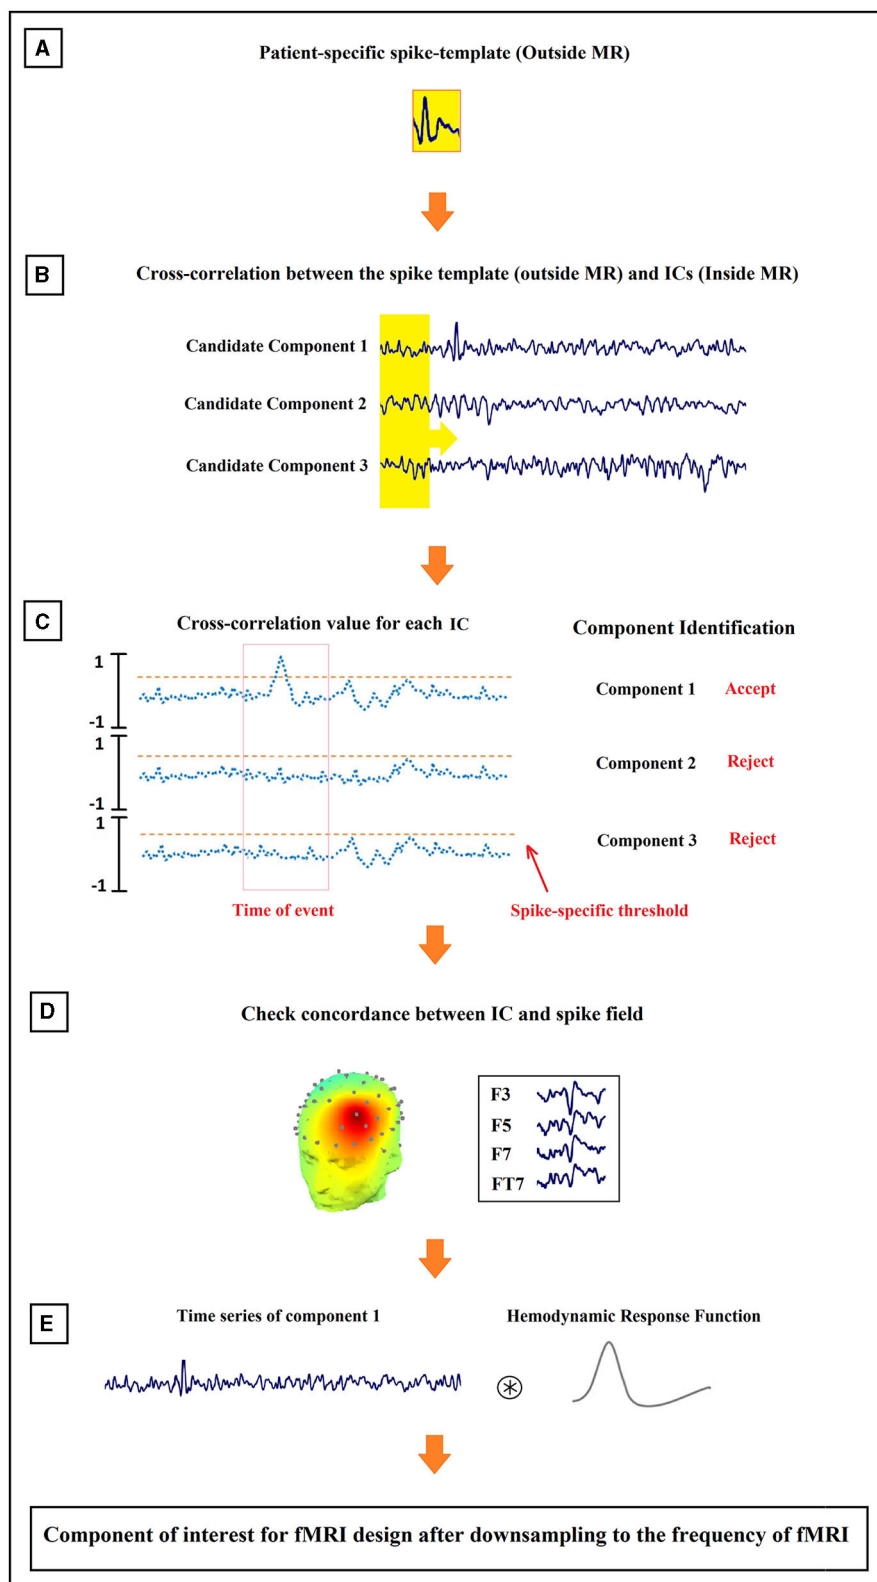 A
Patient-specific spike-template (Outside MR)
B
Cross-correlation between the spike template (outside MR) and ICs (Inside MR)
Candidate Component 1
Candidate Component 2
Candidate Component 3
C
Cross-correlation value for each IC
Component Identification
1
-1
Component 1 Accept
1
-1
Component 2 Reject
1
-1
Component 3 Reject
Time of event
Spike-specific threshold
D
Check concordance between IC and spike field
F3
F5
F7
FT7
E
Time series of component 1
Hemodynamic Response Function
Component of interest for fMRI design after downsampling to the frequency of fMRI